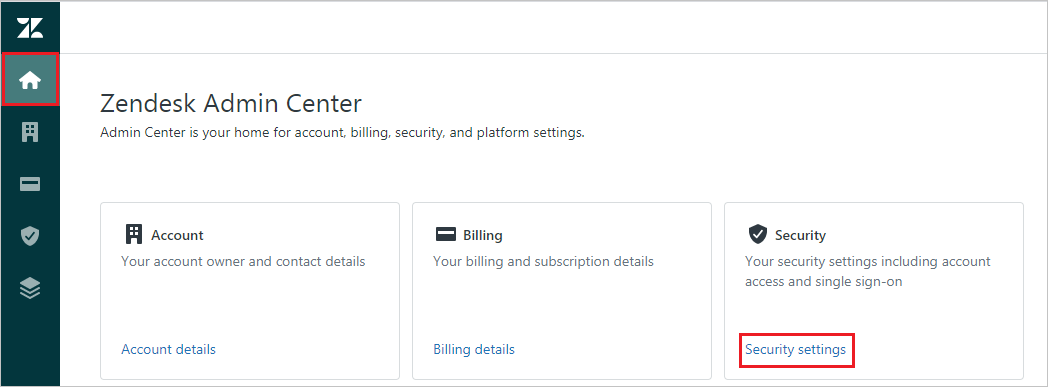 Zendesk Admin Center
Admin Center is your home for account, billing, security, and platform settings.
Account
Your account owner and contact details
Account details
Billing
Your billing and subscription details
Billing details
Security
Your security settings including account
access and single sign-on
Security settings